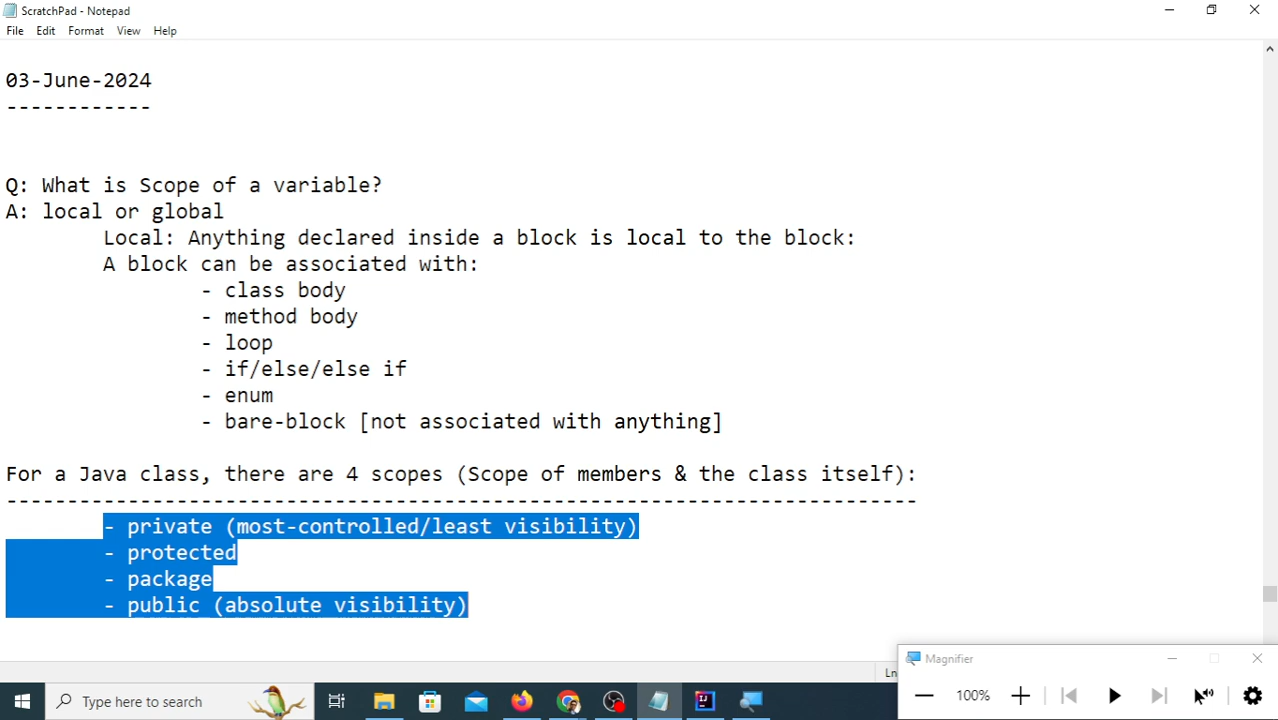 ScratchPad - Notepad
File Edit Format View Help
03-June-2024
------------
Q: What is Scope of a variable?
A: local or global
Local: Anything declared inside a block is local to the block:
A block can be associated with:
- class body
- method body
- loop
- if/else/else if
- enum
- bare-block [not associated with anything]
For a Java class, there are 4 scopes (Scope of members & the class itself):
---------------------------------------------------------------------------
- private (most-controlled/least visibility)
- protected
- package
- public (absolute visibility)
Ln
Magnifier
100%
Type here to search